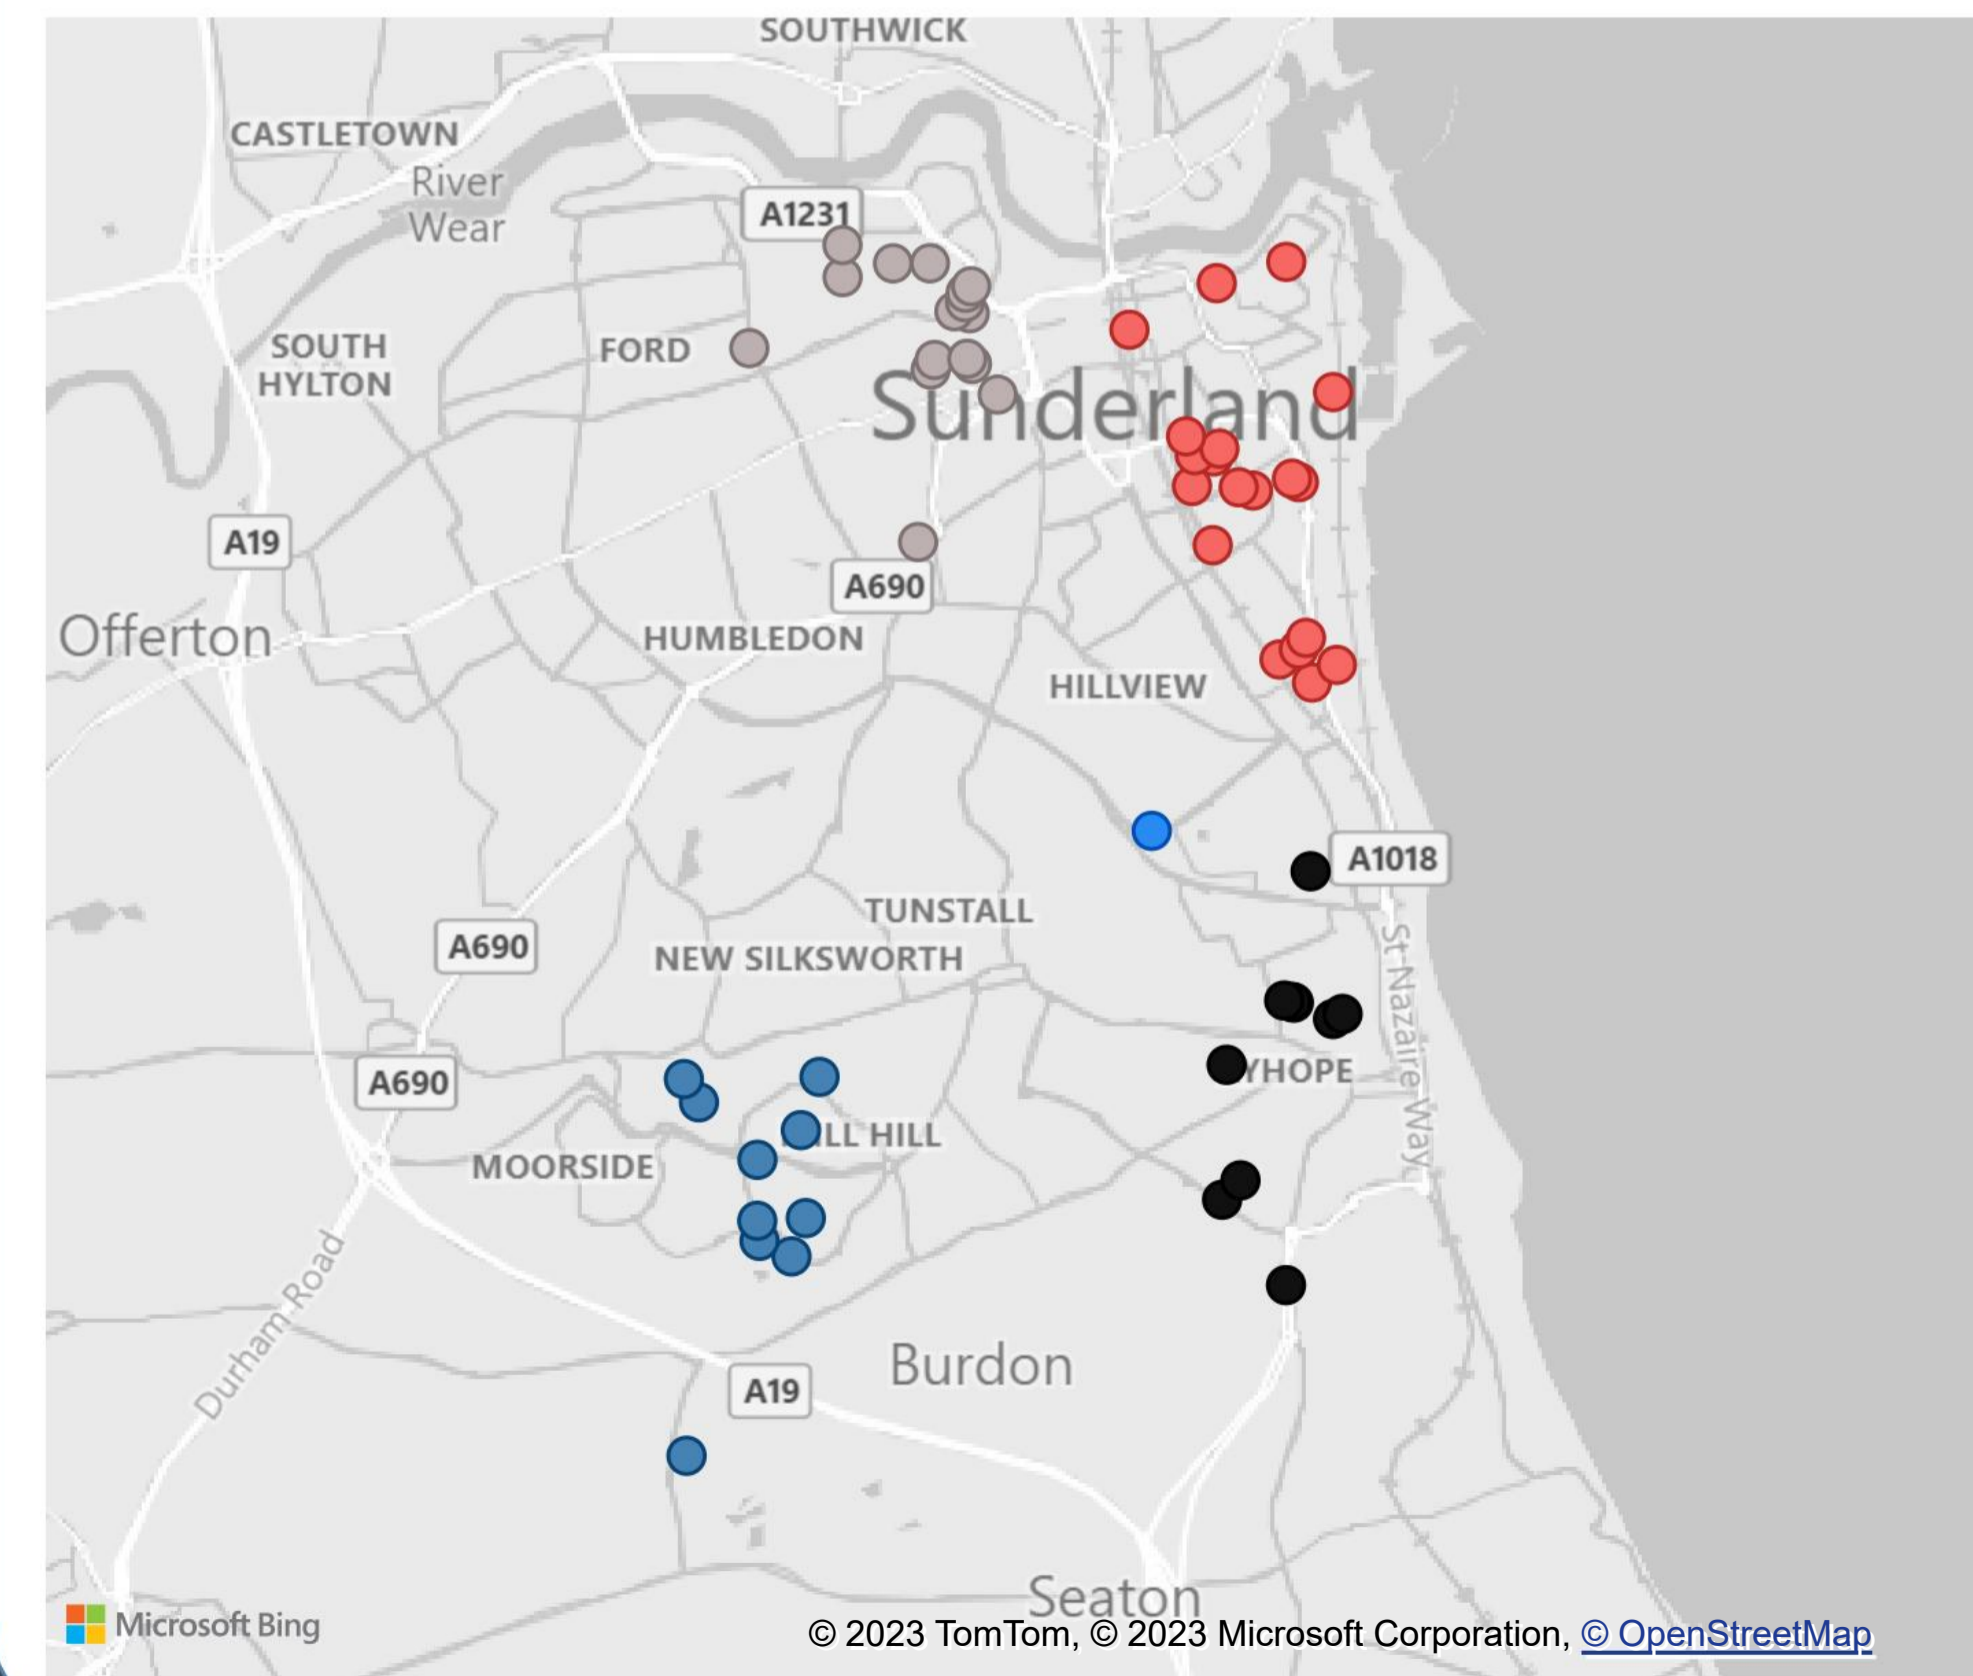 SOUTHWICK
CASTLETOWN
River
Wear
A1231
SOUTH
HYLTON
FORD
Sunderland
A19
A690
Offerton
HUMBLEDON
HILLVIEW
A1018
TUNSTALL
A690
NEW SILKSWORTH
St Nazaire Way
A690
YHOPE
ILL HILL
MOORSIDE
Durham Road
Burdon
A19
Seaton
Microsoft Bing
© 2023 TomTom, © 2023 Microsoft Corporation, © OpenStreetMap